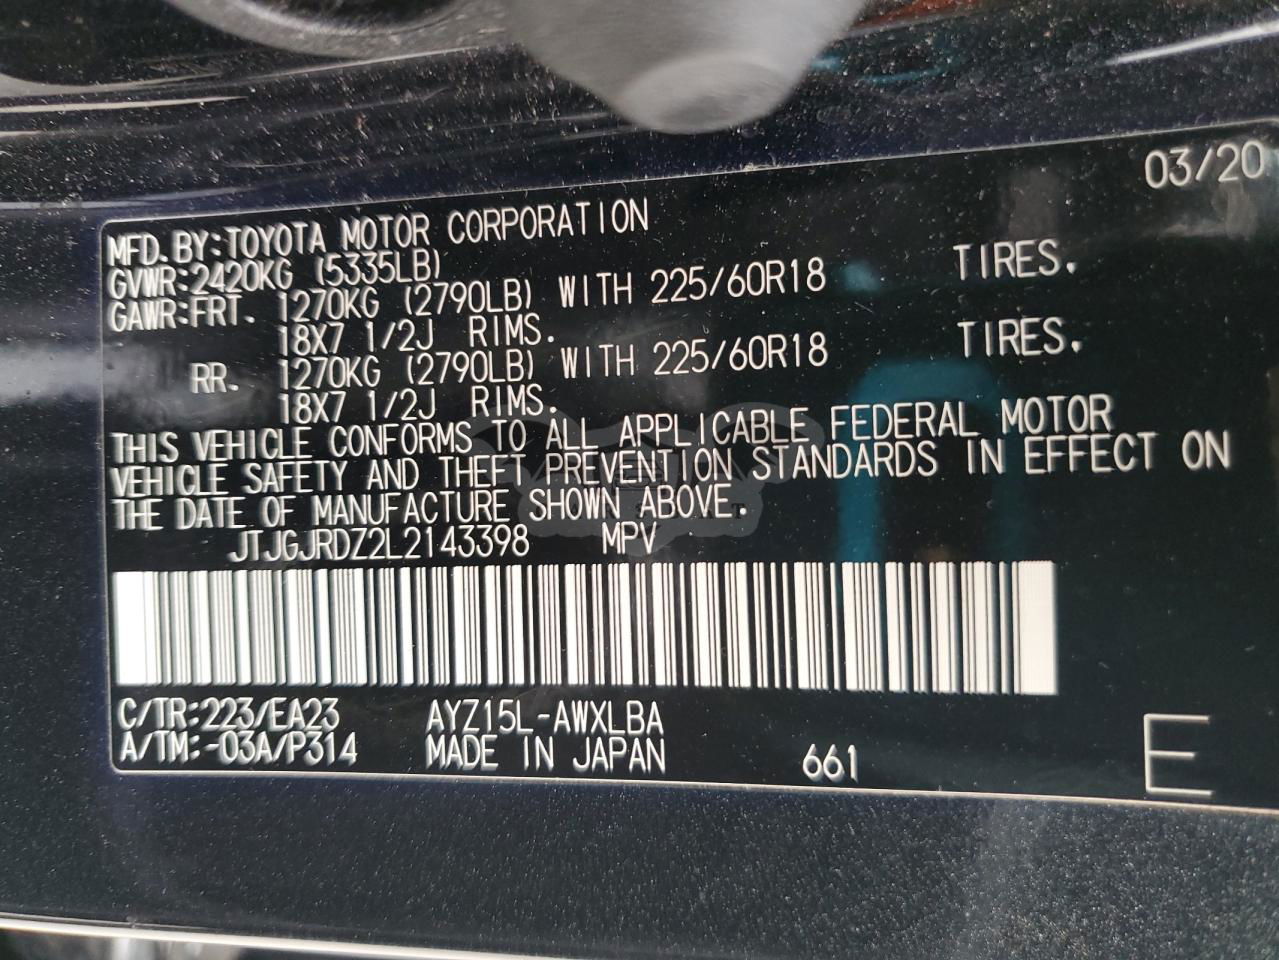 03/20
MFD.BY:TOYOTA MOTOR CORPORATION
GVWR:2420KG (5335LB)
GAWR:FRT. 1270KG (2790LB) WITH 225/60R18 TIRES.
18X7 1/2J RIMS.
RR. 1270KG (2790LB) WITH 225/60R18 TIRES.
18X7 1/2J RIMS.
THIS VEHICLE CONFORMS TO ALL APPLICABLE FEDERAL MOTOR
VEHICLE SAFETY AND THEFT PREVENTION STANDARDS IN EFFECT ON
THE DATE OF MANUFACTURE SHOWN ABOVE.
JTJGJRDZ2L2143398 MPV
C/TR:223/EA23 AYZ15L-AWXLBA
A/TM:-03A/P314 MADE IN JAPAN 661 E